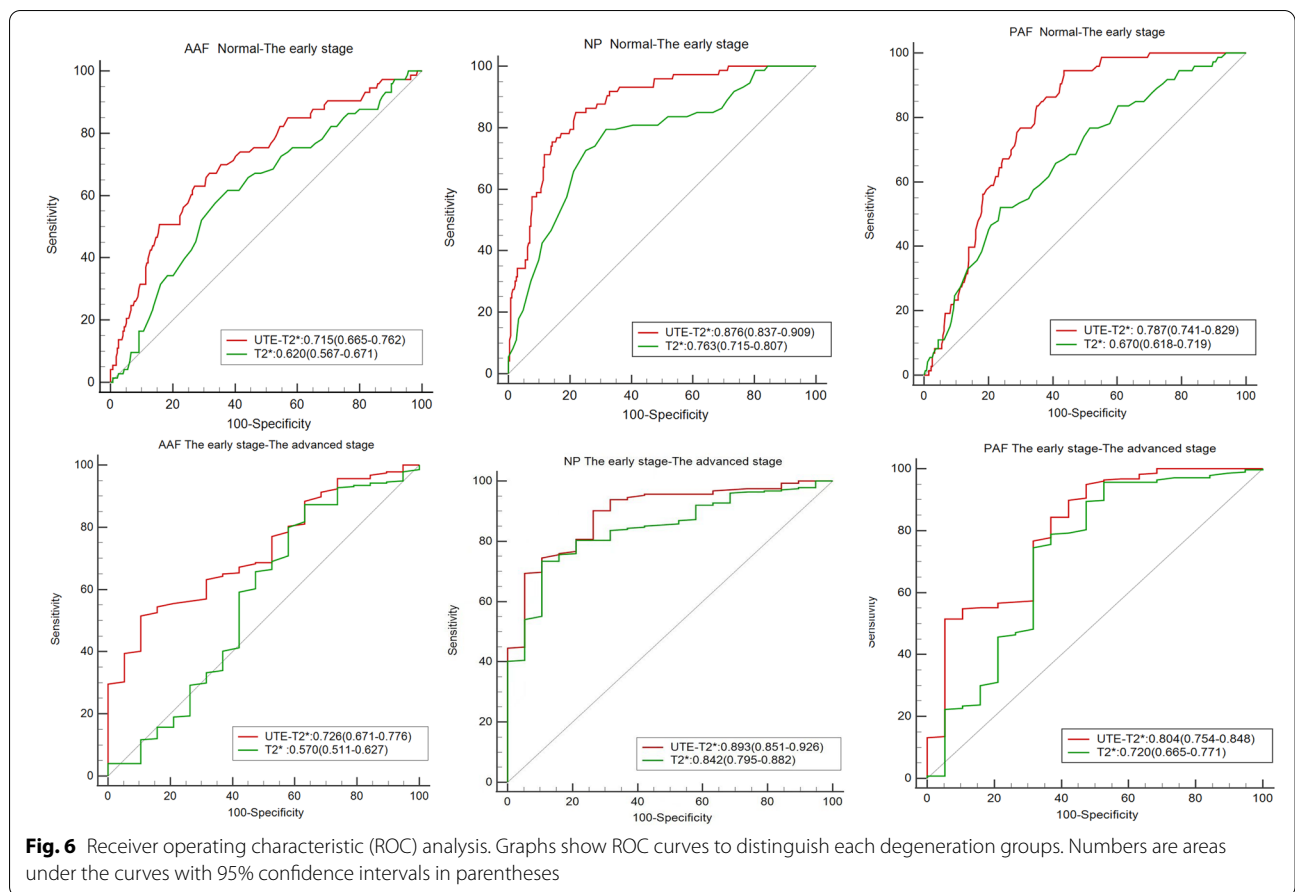 AAF Normal-The early stage
100
80
60
40
20
0
Sensitivity
UTE-T2*:0.715(0.665-0.762)
T2*:0.620(0.567-0.671)
0 20 40 60 80 100
100-Specificity
NP Normal-The early stage
100
80
60
40
20
0
Sensitivity
UTE-T2*:0.876(0.837-0.909)
T2*:0.763(0.715-0.807)
0 20 40 60 80 100
100-Specificity
PAF Normal-The early stage
100
80
60
40
20
0
Sensitivity
UTE-T2*: 0.787(0.741-0.829)
T2*: 0.670(0.618-0.719)
0 20 40 60 80 100
100-Specificity
AAF The early stage-The advanced stage
100
80
60
40
20
0
Sensitivity
UTE-T2*:0.726(0.671-0.776)
T2* :0.570(0.511-0.627)
0 20 40 60 80 100
100-Specificity
NP The early stage-The advanced stage
100
80
60
40
20
0
Sensitivity
UTE-T2*:0.893(0.851-0.926)
T2*:0.842(0.795-0.882)
0 20 40 60 80 100
100-Specificity
PAF The early stage-The advanced stage
100
80
60
40
20
0
Sensitivity
UTE-T2*:0.804(0.754-0.848)
T2*:0.720(0.665-0.771)
0 20 40 60 80 100
100-Specificity
Fig. 6 Receiver operating characteristic (ROC) analysis. Graphs show ROC curves to distinguish each degeneration groups. Numbers are areas
under the curves with 95% confidence intervals in parentheses